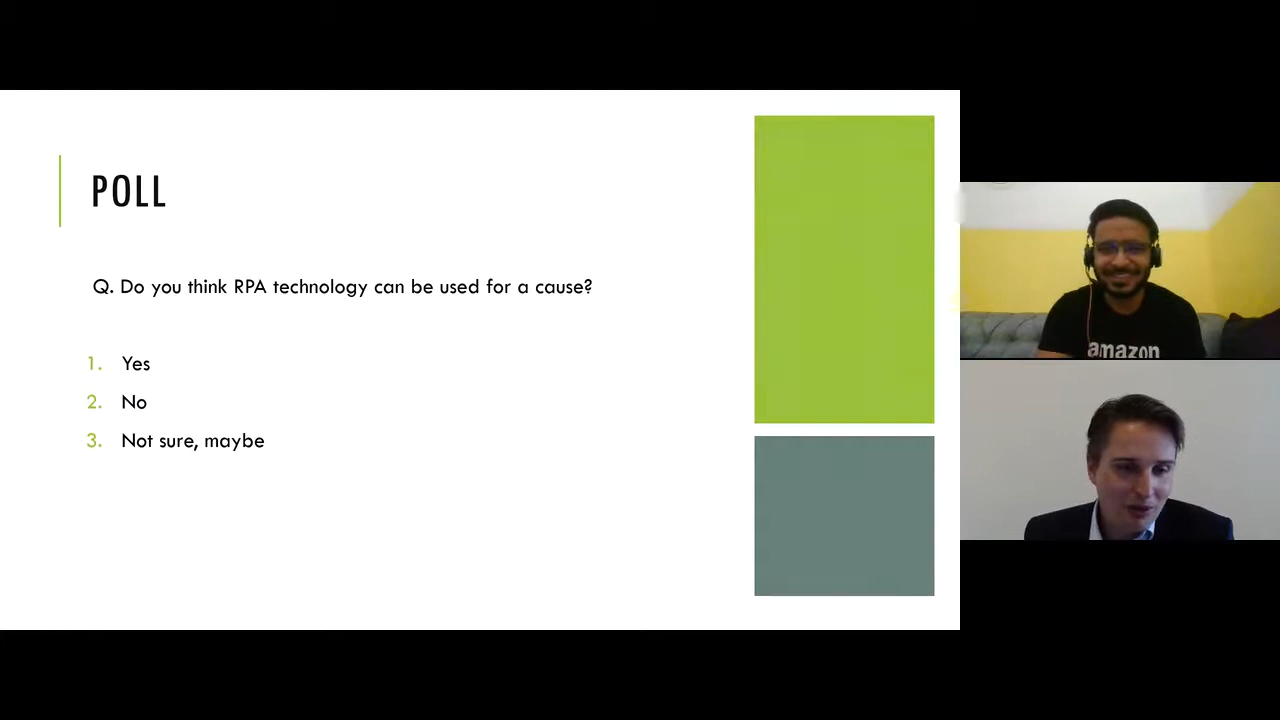 POLL
Q. Do you think RPA technology can be used for a cause?
1. Yes
2. No
3. Not sure, maybe
amazon